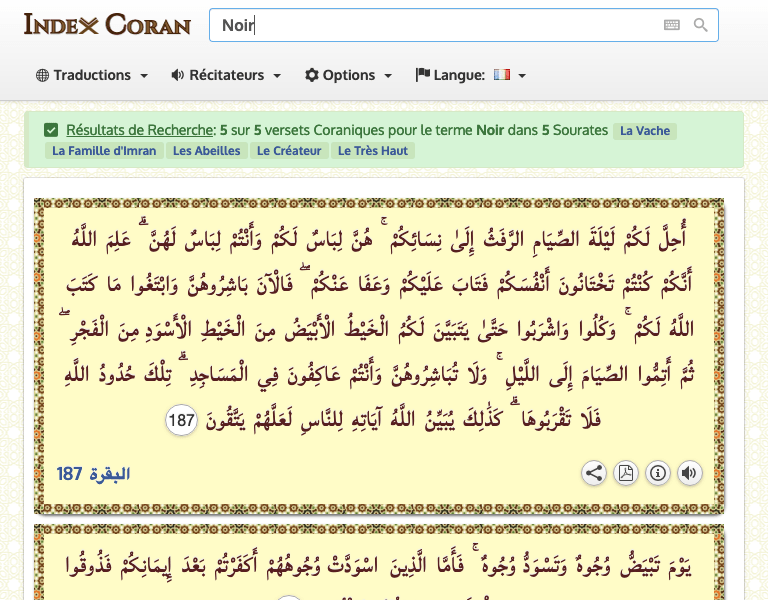 Index Coran
Noir
Traductions
Récitateurs
Options
Langue:
Résultats de Recherche: 5 sur 5 versets Coraniques pour le terme Noir dans 5 Sourates La Vache
La Famille d'Imran Les Abeilles Le Créateur Le Très Haut
أُحِلَّ لَكُمْ لَيْلَةَ الصِّيَامِ الرَّفَثُ إِلَىٰ نِسَائِكُمْ ۚ هُنَّ لِبَاسٌ لَكُمْ وَأَنْتُمْ لِبَاسٌ لَهُنَّ ۗ عَلِمَ اللَّهُ
أَنَّكُمْ كُنْتُمْ تَخْتَانُونَ أَنْفُسَكُمْ فَتَابَ عَلَيْكُمْ وَعَفَا عَنْكُمْ ۖ فَالْآنَ بَاشِرُوهُنَّ وَابْتَغُوا مَا كَتَبَ
اللَّهُ لَكُمْ ۚ وَكُلُوا وَاشْرَبُوا حَتَّىٰ يَتَبَيَّنَ لَكُمُ الْخَيْطُ الْأَبْيَضُ مِنَ الْخَيْطِ الْأَسْوَدِ مِنَ الْفَجْرِ ۖ
ثُمَّ أَتِمُّوا الصِّيَامَ إِلَى اللَّيْلِ ۚ وَلَا تُبَاشِرُوهُنَّ وَأَنْتُمْ عَاكِفُونَ فِي الْمَسَاجِدِ ۗ تِلْكَ حُدُودُ اللَّهِ
فَلَا تَقْرَبُوهَا ۗ كَذَٰلِكَ يُبَيِّنُ اللَّهُ آيَاتِهِ لِلنَّاسِ لَعَلَّهُمْ يَتَّقُونَ 187
البقرة 187
يَوْمَ تَبْيَضُّ وُجُوهٌ وَتَسْوَدُّ وُجُوهٌ ۚ فَأَمَّا الَّذِينَ اسْوَدَّتْ وُجُوهُهُمْ أَكَفَرْتُمْ بَعْدَ إِيمَانِكُمْ فَذُوقُوا